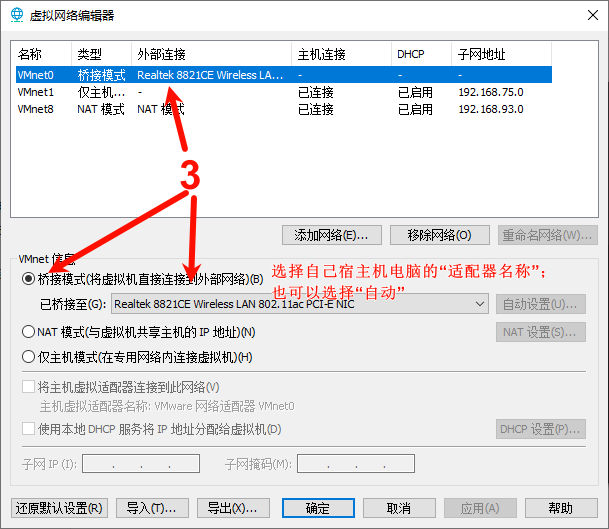 虚拟网络编辑器
名称 类型 外部连接 主机连接 DHCP 子网地址
VMnet0 桥接模式 Realtek 8821CE Wireless LA... - - -
VMnet1 仅主机... - 已连接 已启用 192.168.75.0
VMnet8 NAT 模式 NAT 模式 已连接 已启用 192.168.93.0
3
添加网络(E)... 移除网络(O) 重命名网络(W)...
VMnet 信息
桥接模式(将虚拟机直接连接到外部网络)(B)
选择自己宿主机电脑的“适配器名称”；
也可以选择“自动”
已桥接至(G): Realtek 8821CE Wireless LAN 802.11ac PCI-E NIC 自动设置(U)...
NAT 模式(与虚拟机共享主机的 IP 地址)(N) NAT 设置(S)...
仅主机模式(在专用网络内连接虚拟机)(H)
将主机虚拟适配器连接到此网络(V)
主机虚拟适配器名称: VMware 网络适配器 VMnet0
使用本地 DHCP 服务将 IP 地址分配给虚拟机(D) DHCP 设置(P)...
子网 IP (I): . . . 子网掩码(M): . . .
还原默认设置(R) 导入(T)... 导出(X)... 确定 取消 应用(A) 帮助